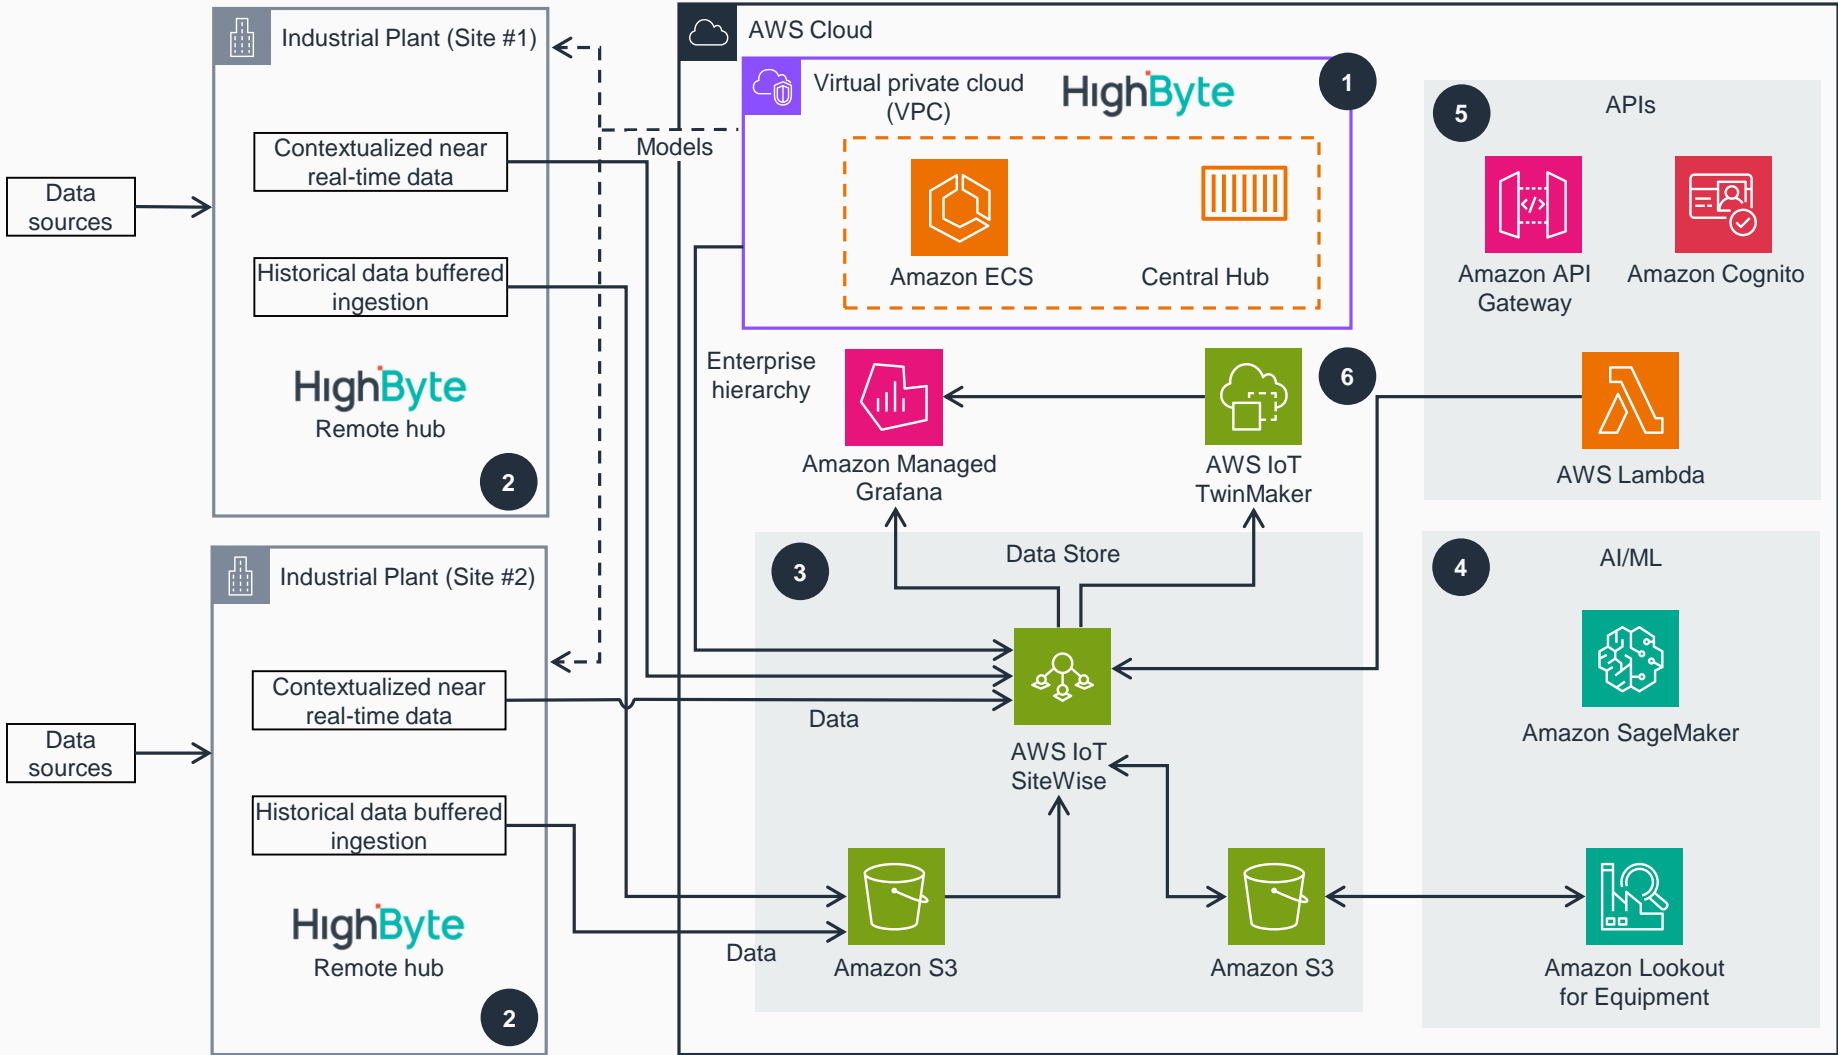 Industrial Plant (Site #1)
Contextualized near
real-time data
Historical data buffered
ingestion
HighByte
Remote hub
2
Data
sources
Industrial Plant (Site #2)
Contextualized near
real-time data
Historical data buffered
ingestion
HighByte
Remote hub
2
Data
sources
Models
AWS Cloud
Virtual private cloud
(VPC)
HighByte
1
Amazon ECS
Central Hub
Enterprise
hierarchy
Amazon Managed
Grafana
AWS IoT
TwinMaker
6
3
Data Store
Data
AWS IoT
SiteWise
Data
Amazon S3
Amazon S3
5
APIs
Amazon API
Gateway
Amazon Cognito
AWS Lambda
4
AI/ML
Amazon SageMaker
Amazon Lookout
for Equipment